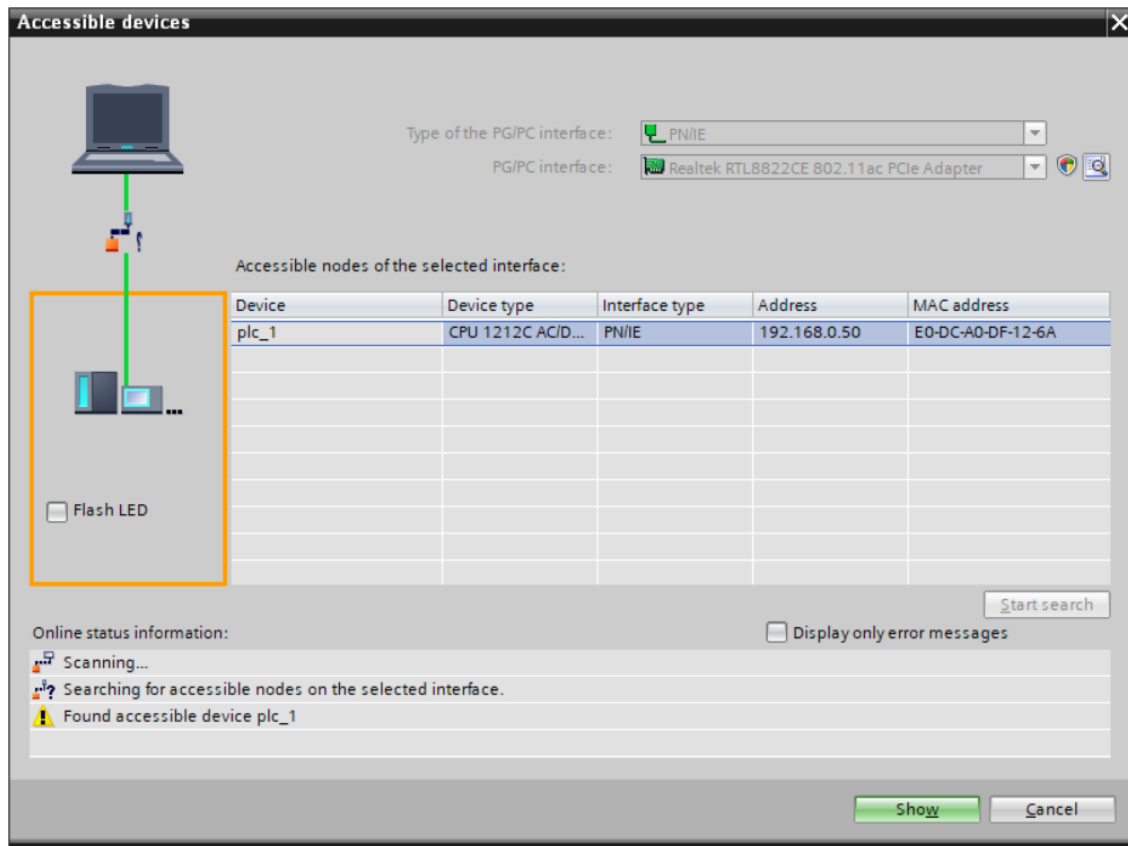 Accessible devices
Type of the PG/PC interface: PN/IE
PG/PC interface: Realtek RTL8822CE 802.11ac PCIe Adapter
Accessible nodes of the selected interface:
Device Device type Interface type Address MAC address
plc_1 CPU 1212C AC/D... PN/IE 192.168.0.50 E0-DC-A0-DF-12-6A
Flash LED
Start search
Online status information: Display only error messages
Scanning...
Searching for accessible nodes on the selected interface.
Found accessible device plc_1
Show Cancel